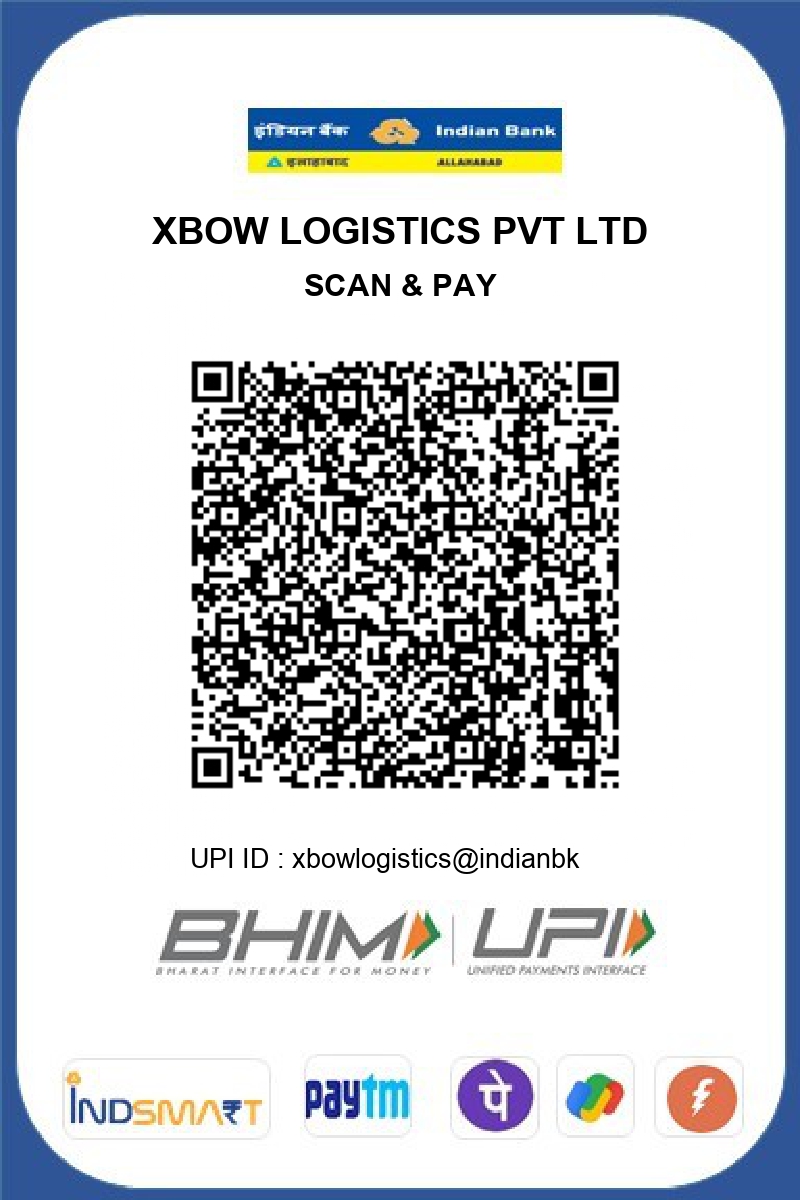 इंडियन बैंक Indian Bank
इलाहाबाद ALLAHABAD
XBOW LOGISTICS PVT LTD
SCAN & PAY
UPI ID : xbowlogistics@indianbk
BHIM UPI
BHARAT INTERFACE FOR MONEY UNIFIED PAYMENTS INTERFACE
INDSMA₹T paytm पे